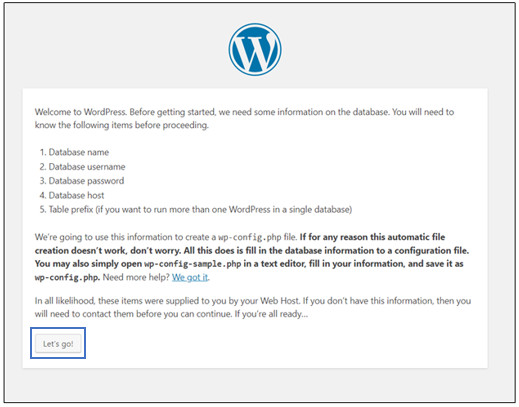 Welcome to WordPress. Before getting started, we need some information on the database. You will need to
know the following items before proceeding.
1. Database name
2. Database username
3. Database password
4. Database host
5. Table prefix (if you want to run more than one WordPress in a single database)
We're going to use this information to create a wp-config.php file. If for any reason this automatic file
creation doesn't work, don't worry. All this does is fill in the database information to a configuration file.
You may also simply open wp-config-sample.php in a text editor, fill in your information, and save it as
wp-config.php. Need more help? We got it.
In all likelihood, these items were supplied to you by your Web Host. If you don't have this information, then you
will need to contact them before you can continue. If you're all ready…
Let's go!